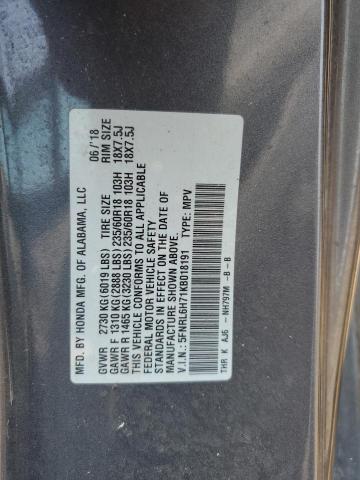 MFD. BY HONDA MFG. OF ALABAMA, LLC 06/'18
GVWR 2730 KG(6019 LBS) TIRE SIZE RIM SIZE
GAWR F 1310 KG(2888 LBS)235/60R18 103H 18X7.5J
GAWR R 1465 KG(3230 LBS)235/60R18 103H 18X7.5J
THIS VEHICLE CONFORMS TO ALL APPLICABLE
FEDERAL MOTOR VEHICLE SAFETY
STANDARDS IN EFFECT ON THE DATE OF
MANUFACTURE SHOWN ABOVE.
V.I.N.: 5FNRL6H71KB018191 TYPE: MPV
THR K AJ6 - NH797M -B -B